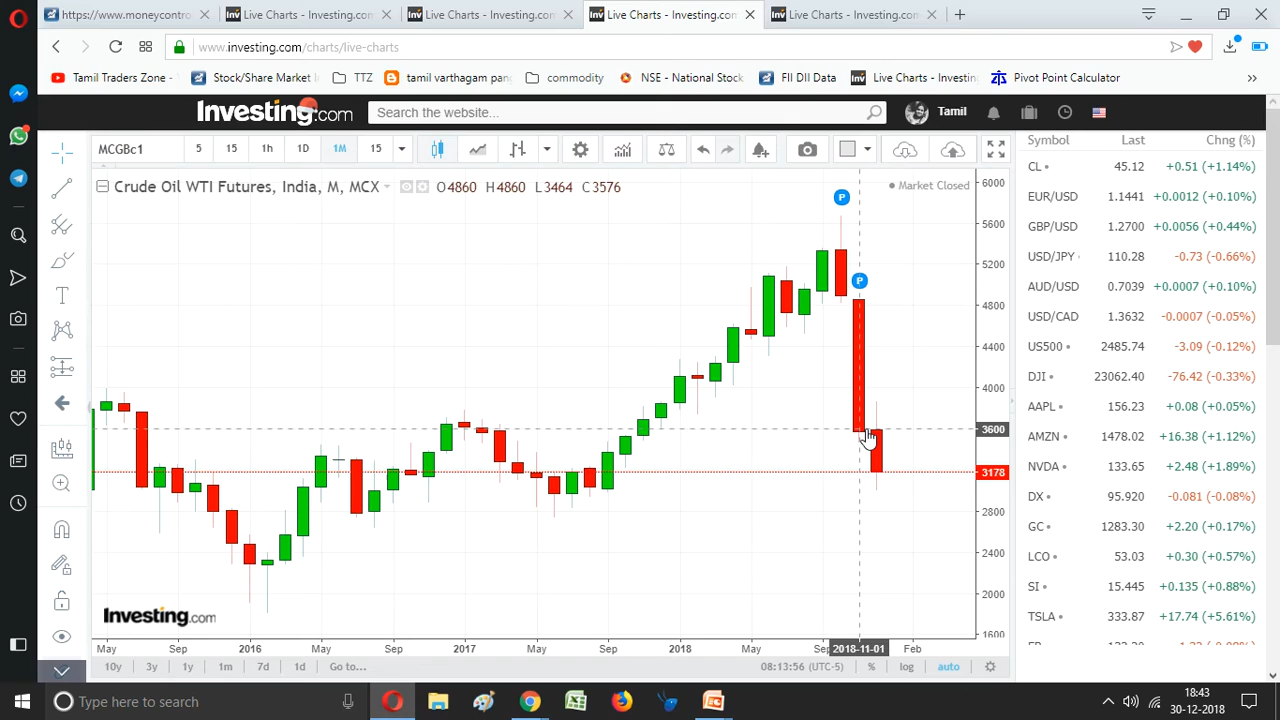 https://www.moneycontro
Live Charts - Investing.com
Live Charts - Investing.com
Live Charts - Investing.com
Live Charts - Investing.com
www.investing.com/charts/live-charts
Tamil Traders Zone -
Stock/Share Market I
TTZ
tamil varthagam pan
commodity
NSE - National Stock
FII DII Data
Live Charts - Investin
Pivot Point Calculator
Investing.com
Search the website...
Tamil
MCGBc1
5
15
1h
1D
1M
15
Crude Oil WTI Futures, India, M, MCX
O4860 H4860 L3464 C3576
Market Closed
P
P
6000
5600
5200
4800
4400
4000
3600
3178
2800
2400
2000
1600
Investing.com
May
Sep
2016
May
Sep
2017
May
Sep
2018
May
Sep
2018-11-01
Feb
10y
3y
1y
1m
7d
1d
Go to...
08:13:56 (UTC-5)
%
log
auto
Symbol Last Chng (%)
CL 45.12 +0.51 (+1.14%)
EUR/USD 1.1441 +0.0012 (+0.10%)
GBP/USD 1.2700 +0.0056 (+0.44%)
USD/JPY 110.28 -0.73 (-0.66%)
AUD/USD 0.7039 +0.0007 (+0.10%)
USD/CAD 1.3632 -0.0007 (-0.05%)
US500 2485.74 -3.09 (-0.12%)
DJI 23062.40 -76.42 (-0.33%)
AAPL 156.23 +0.08 (+0.05%)
AMZN 1478.02 +16.38 (+1.12%)
NVDA 133.65 +2.48 (+1.89%)
DX 95.920 -0.081 (-0.08%)
GC 1283.30 +2.20 (+0.17%)
LCO 53.03 +0.30 (+0.57%)
SI 15.445 +0.135 (+0.88%)
TSLA 333.87 +17.74 (+5.61%)
Type here to search
18:43
30-12-2018